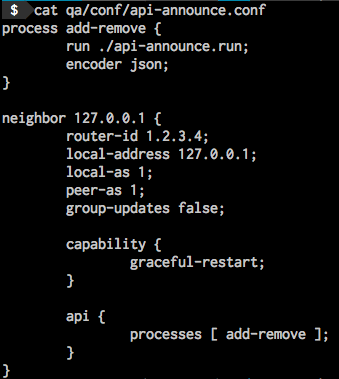 $ cat qa/conf/api-announce.conf
process add-remove {
        run ./api-announce.run;
        encoder json;
}

neighbor 127.0.0.1 {
        router-id 1.2.3.4;
        local-address 127.0.0.1;
        local-as 1;
        peer-as 1;
        group-updates false;

        capability {
                graceful-restart;
        }

        api {
                processes [ add-remove ];
        }
}